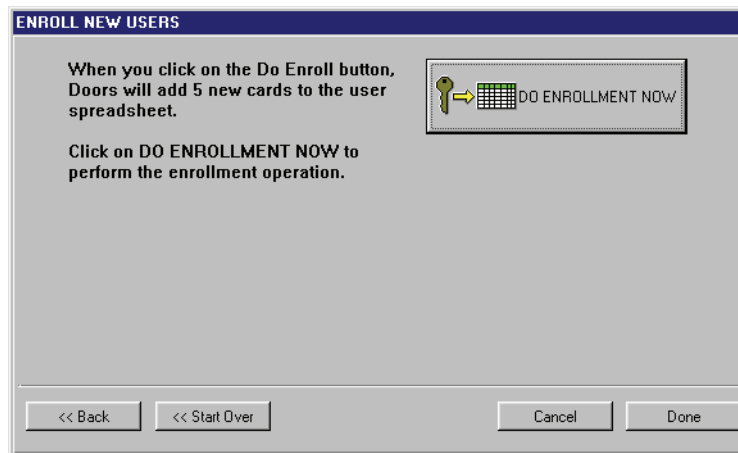 ENROLL NEW USERS
When you click on the Do Enroll button,
Doors will add 5 new cards to the user
spreadsheet.
Click on DO ENROLLMENT NOW to
perform the enrollment operation.
DO ENROLLMENT NOW
<< Back
<< Start Over
Cancel
Done